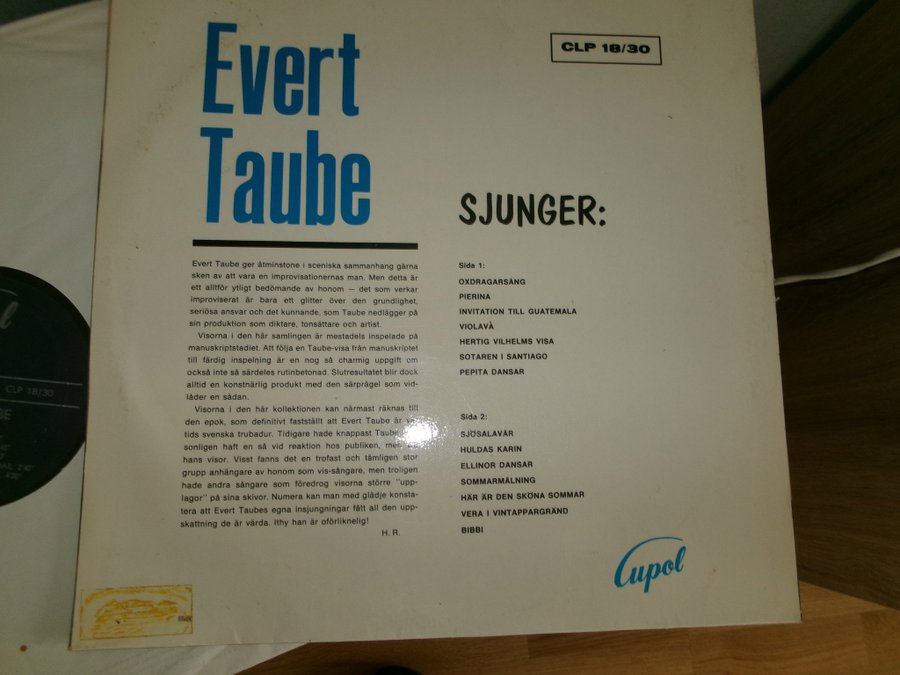 Evert
Taube
CLP 18/30
SJUNGER:
Evert Taube ger åtminstone i sceniska sammanhang gärna
sken av att vara en improvisationernas man. Men detta är
ett alltför ytligt bedömande av honom – det som verkar
improviserat är bara ett glitter över den grundlighet,
seriösa ansvar och det kunnande, som Taube nedlägger på
sin produktion som diktare, tonsättare och artist.
Visorna i den här samlingen är mestadels inspelade på
manuskriptstadiet. Att följa en Taube-visa från manuskriptet
till färdig inspelning är en nog så charmig uppgift om
också inte så särdeles rutinbetonad. Slutresultatet blir dock
alltid en konstnärlig produkt med den särprägel som vid-
låder en sådan.
Visorna i den här kollektionen kan närmast räknas till
den epok, som definitivt fastställt att Evert Taube är
tids svenska trubadur. Tidigare hade knappast Taube
sonligen haft en så vid reaktion hos publiken,
hans visor. Visst fanns det en trofast och tämligen stor
grupp anhängare av honom som vis-sångare, men troligen
hade andra sångare som föredrog visorna större "upp-
lagor" på sina skivor. Numera kan man med glädje konsta-
tera att Evert Taubes egna insjungningar fått all den upp-
skattning de är värda. Ithy han är oförliknelig!
H. R.
Sida 1:
OXDRAGARSÅNG
PIERINA
INVITATION TILL GUATEMALA
VIOLAVÀ
HERTIG VILHELMS VISA
SOTAREN I SANTIAGO
PEPITA DANSAR
Sida 2:
SJÖSALAVÅR
HULDAS KARIN
ELLINOR DANSAR
SOMMARMÅLNING
HÄR ÄR DEN SKÖNA SOMMAR
VERA I VINTAPPARGRÄND
BIBBI
Cupol
CLP 18/30